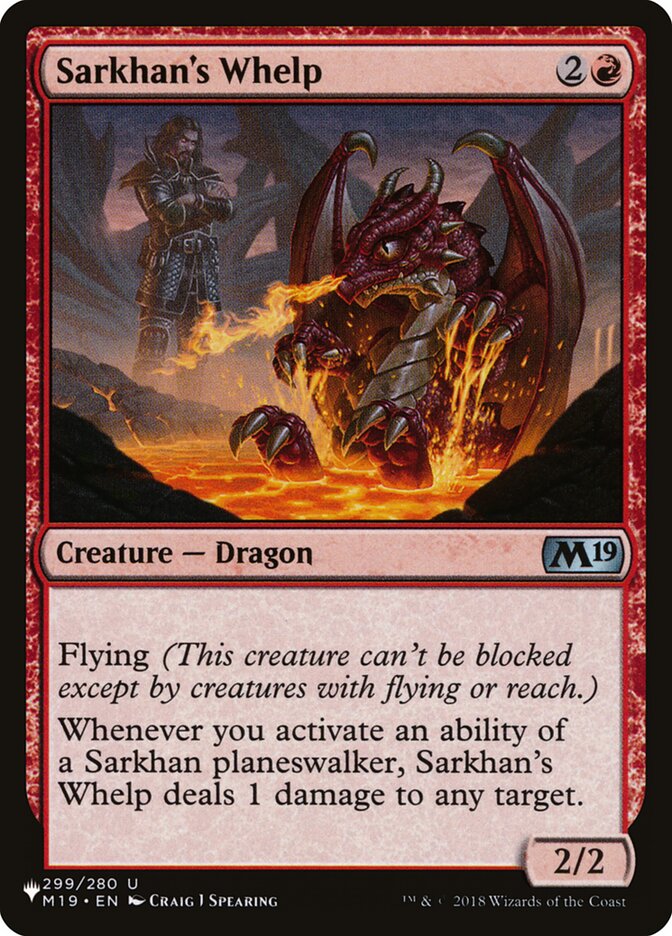 Sarkhan's Whelp 2
Creature — Dragon M19
Flying (This creature can't be blocked
except by creatures with flying or reach.)
Whenever you activate an ability of
a Sarkhan planeswalker, Sarkhan's
Whelp deals 1 damage to any target.
2/2
299/280 U
M19 • EN Craig J Spearing ™ & © 2018 Wizards of the Coast